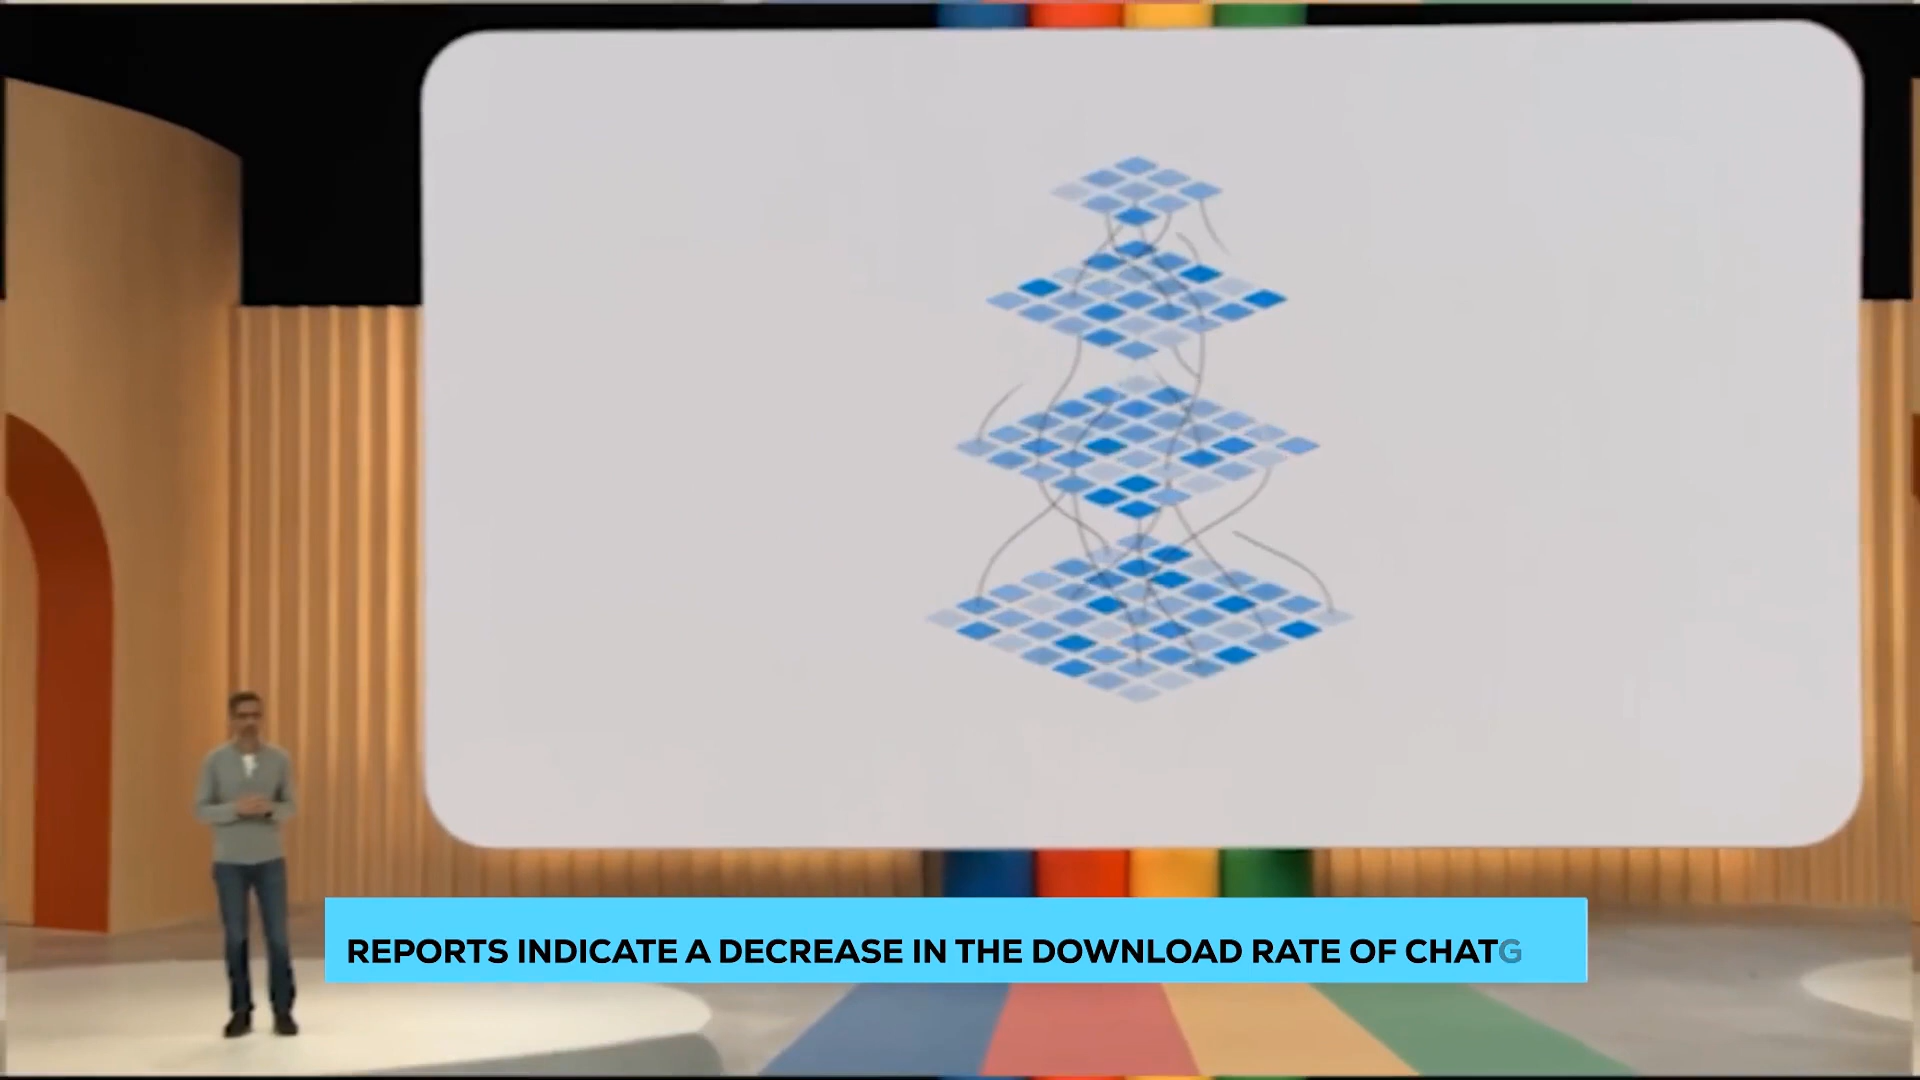 REPORTS INDICATE A DECREASE IN THE DOWNLOAD RATE OF CHATG